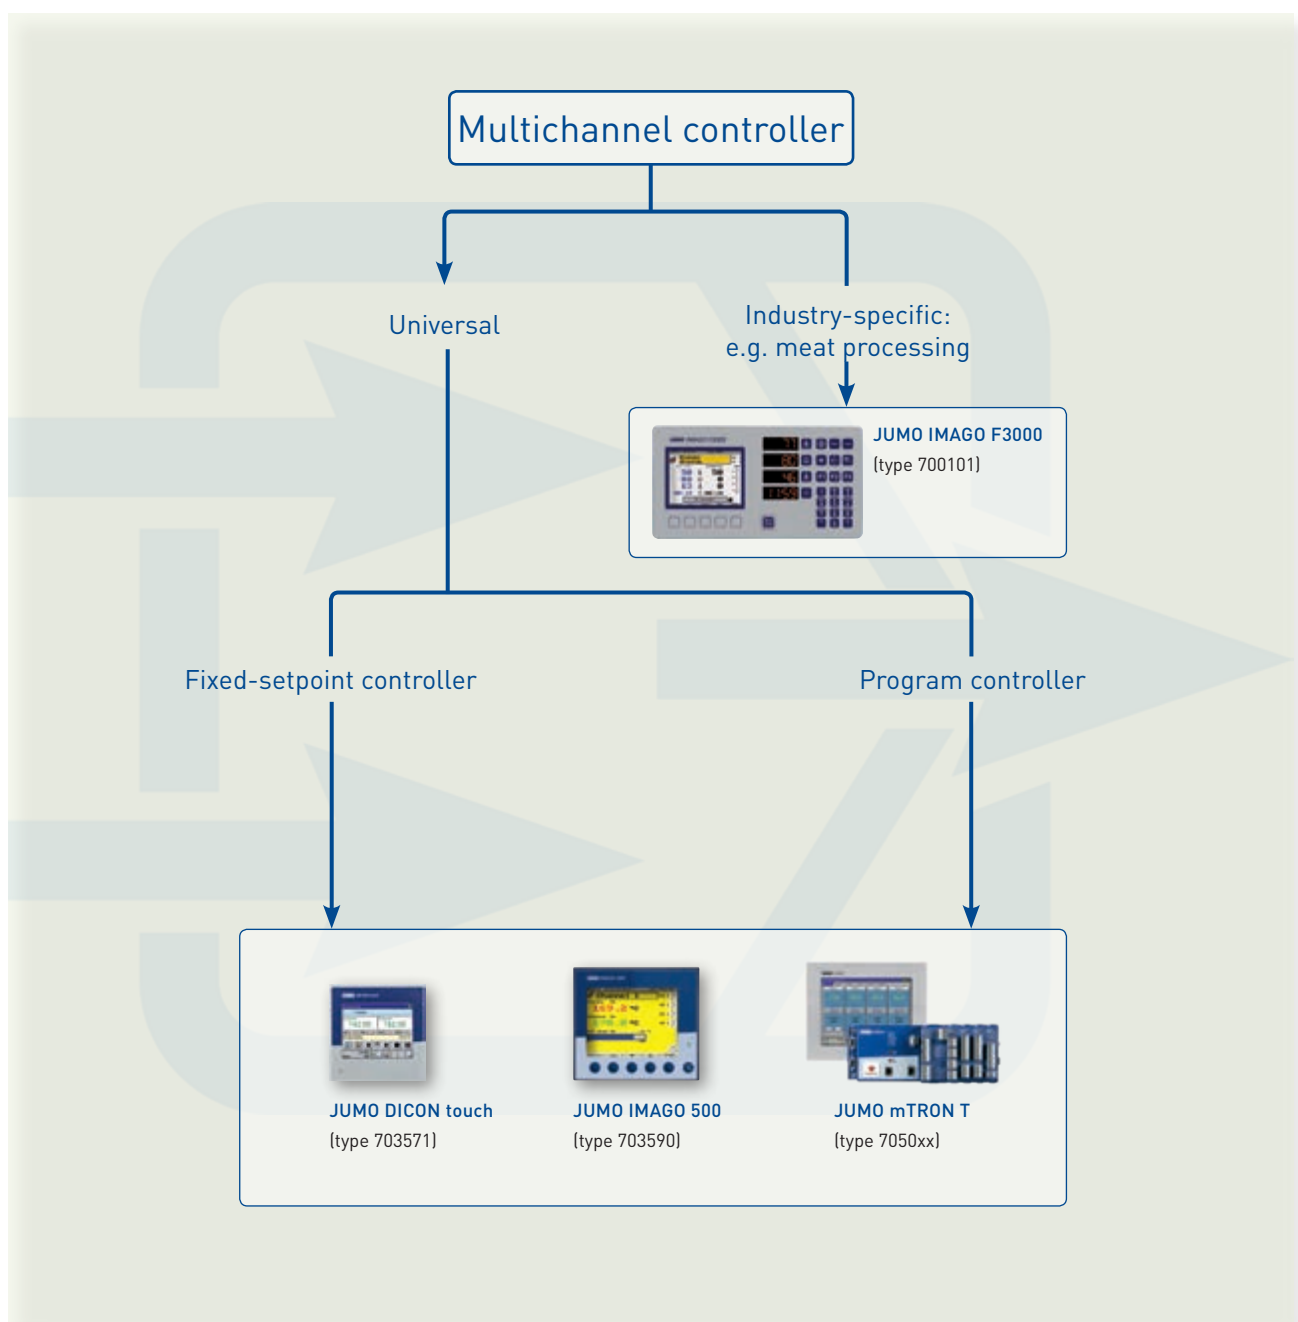 Multichannel controller
Universal
Industry-specific:
e.g. meat processing
JUMO IMAGO F3000
(type 700101)
Fixed-setpoint controller
Program controller
JUMO DICON touch
(type 703571)
JUMO IMAGO 500
(type 703590)
JUMO mTRON T
(type 7050xx)